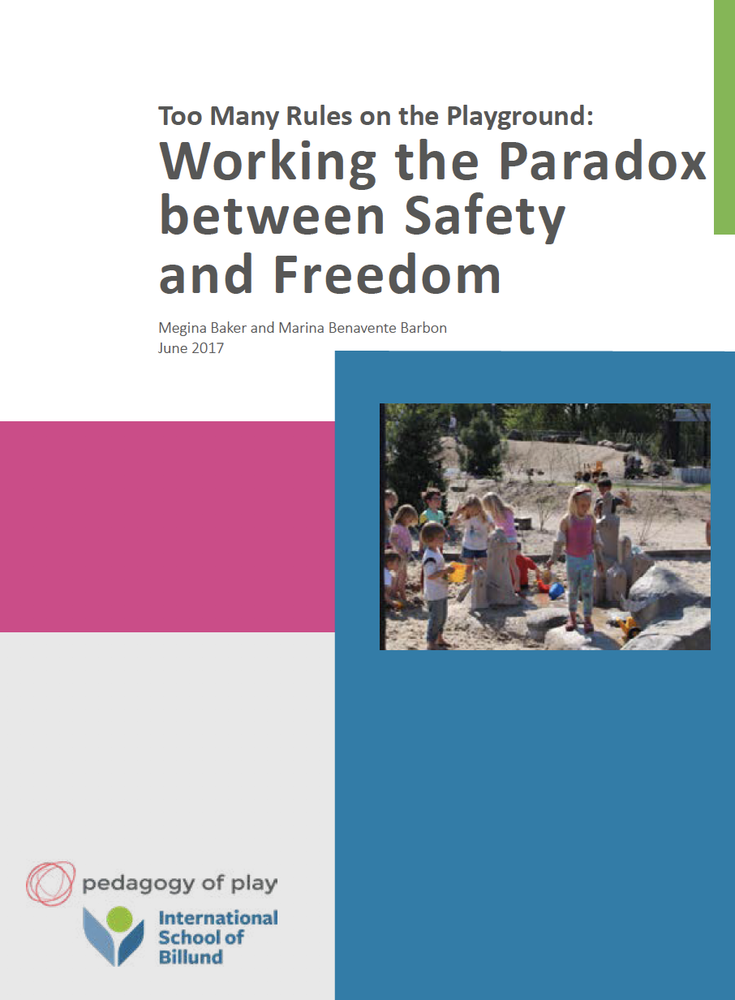 Too Many Rules on the Playground:
Working the Paradox
between Safety
and Freedom
Megina Baker and Marina Benavente Barbon
June 2017
pedagogy of play
International
School of
Billund